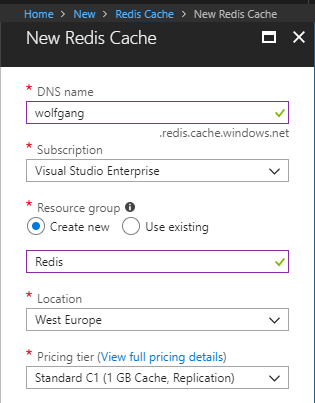 Home > New > Redis Cache > New Redis Cache
New Redis Cache
* DNS name
wolfgang
.redis.cache.windows.net
* Subscription
Visual Studio Enterprise
* Resource group
Create new Use existing
Redis
* Location
West Europe
* Pricing tier (View full pricing details)
Standard C1 (1 GB Cache, Replication)